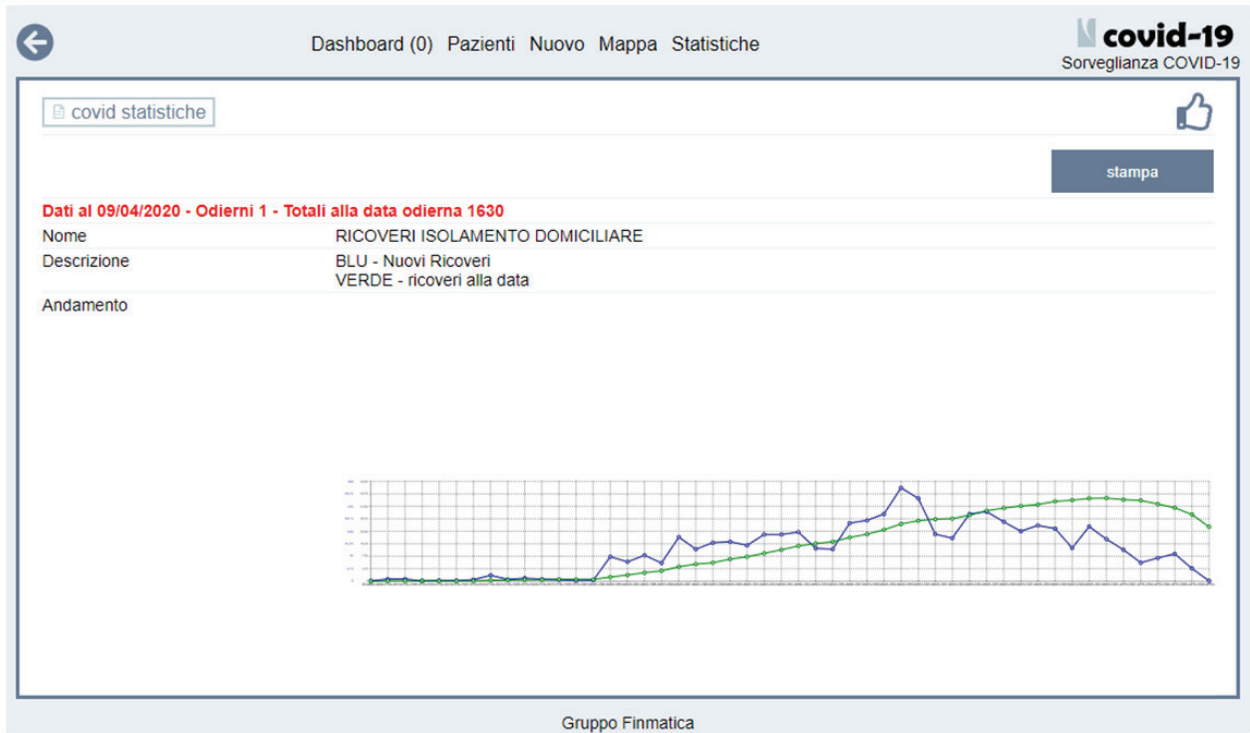 Dashboard (0) Pazienti Nuovo Mappa Statistiche
covid-19
Sorveglianza COVID-19
covid statistiche
stampa
Dati al 09/04/2020 - Odierni 1 - Totali alla data odierna 1630
Nome RICOVERI ISOLAMENTO DOMICILIARE
Descrizione BLU - Nuovi Ricoveri
VERDE - ricoveri alla data
Andamento
Gruppo Finmatica